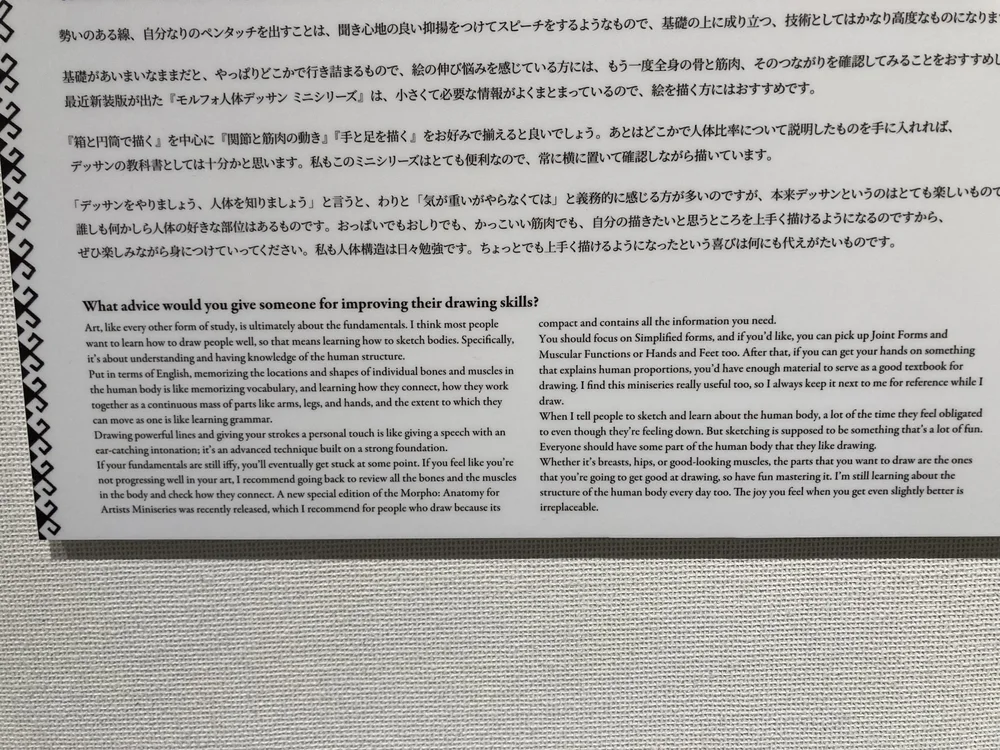 勢いのある線、自分なりのペンタッチを出すことは、聞き心地の良い抑揚をつけてスピーチをするようなもので、基礎の上に成り立つ、技術としてはかなり高度なものになりま
基礎があいまいなままだと、やっぱりどこかで行き詰まるもので、絵の伸び悩みを感じている方には、もう一度全身の骨と筋肉、そのつながりを確認してみることをおすすめし
最近新装版が出た『モルフォ人体デッサン ミニシリーズ』は、小さくて必要な情報がよくまとまっているので、絵を描く方にはおすすめです。
『箱と円筒で描く』を中心に『関節と筋肉の動き』『手と足を描く』をお好みで揃えると良いでしょう。あとはどこかで人体比率について説明したものを手に入れれば、
デッサンの教科書としては十分かと思います。私もこのミニシリーズはとても便利なので、常に横に置いて確認しながら描いています。
「デッサンをやりましょう、人体を知りましょう」と言うと、わりと「気が重いがやらなくては」と義務的に感じる方が多いのですが、本来デッサンというのはとても楽しいもので
誰しも何かしら人体の好きな部位はあるものです。おっぱいでもおしりでも、かっこいい筋肉でも、自分の描きたいと思うところを上手く描けるようになるのですから、
ぜひ楽しみながら身につけていってください。私も人体構造は日々勉強です。ちょっとでも上手く描けるようになったという喜びは何にも代えがたいものです。
What advice would you give someone for improving their drawing skills?
Art, like every other form of study, is ultimately about the fundamentals. I think most people
want to learn how to draw people well, so that means learning how to sketch bodies. Specifically,
it's about understanding and having knowledge of the human structure.
Put in terms of English, memorizing the locations and shapes of individual bones and muscles in
the human body is like memorizing vocabulary, and learning how they connect, how they work
together as a continuous mass of parts like arms, legs, and hands, and the extent to which they
can move as one is like learning grammar.
Drawing powerful lines and giving your strokes a personal touch is like giving a speech with an
ear-catching intonation; it's an advanced technique built on a strong foundation.
If your fundamentals are still iffy, you'll eventually get stuck at some point. If you feel like you're
not progressing well in your art, I recommend going back to review all the bones and the muscles
in the body and check how they connect. A new special edition of the Morpho: Anatomy for
Artists Miniseries was recently released, which I recommend for people who draw because its
compact and contains all the information you need.
You should focus on Simplified forms, and if you'd like, you can pick up Joint Forms and
Muscular Functions or Hands and Feet too. After that, if you can get your hands on something
that explains human proportions, you'd have enough material to serve as a good textbook for
drawing. I find this miniseries really useful too, so I always keep it next to me for reference while I
draw.
When I tell people to sketch and learn about the human body, a lot of the time they feel obligated
to even though they're feeling down. But sketching is supposed to be something that's a lot of fun.
Everyone should have some part of the human body that they like drawing.
Whether it's breasts, hips, or good-looking muscles, the parts that you want to draw are the ones
that you're going to get good at drawing, so have fun mastering it. I'm still learning about the
structure of the human body every day too. The joy you feel when you get even slightly better is
irreplaceable.